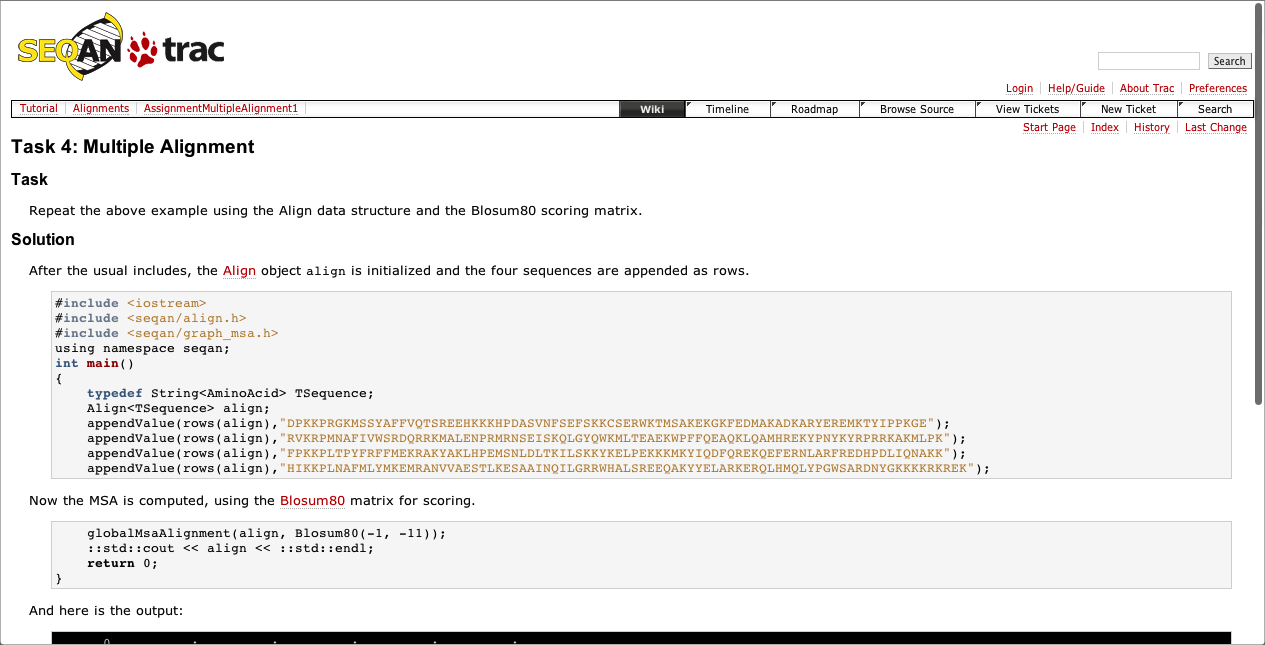 SEQAN trac
Search
Login Help/Guide About Trac Preferences
Tutorial Alignments AssignmentMultipleAlignment1 Wiki Timeline Roadmap Browse Source View Tickets New Ticket Search
Start Page Index History Last Change
Task 4: Multiple Alignment
Task
Repeat the above example using the Align data structure and the Blosum80 scoring matrix.
Solution
After the usual includes, the Align object align is initialized and the four sequences are appended as rows.
#include <iostream>
#include <seqan/align.h>
#include <seqan/graph_msa.h>
using namespace seqan;
int main()
{
    typedef String<AminoAcid> TSequence;
    Align<TSequence> align;
    appendValue(rows(align),"DPKKPRGKMSSYAFFVQTSREEHKKKHPDASVNFSEFSKKCSERWKTMSAKEKGKFEDMAKADKARYEREMKTYIPPKGE");
    appendValue(rows(align),"RVKRPMNAFIVWSRDQRRKMALENPRMRNSEISKQLGYQWKMLTEAEKWPFFQEAQKLQAMHREKYPNYKYRPRRKAKMLPK");
    appendValue(rows(align),"FPKKPLTPYFRFFMEKRAKYAKLHPEMSNLDLTKILSKKYKELPEKKKMKYIQDFQREKQEFERNLARFREDHPDLIQNAKK");
    appendValue(rows(align),"HIKKPLNAFMLYMKEMRANVVAESTLKESAAINQILGRRWHALSREEQAKYYELARKERQLHMQLYPGWSARDNYGKKKKRKREK");
Now the MSA is computed, using the Blosum80 matrix for scoring.
    globalMsaAlignment(align, Blosum80(-1, -11));
    ::std::cout << align << ::std::endl;
    return 0;
}
And here is the output: